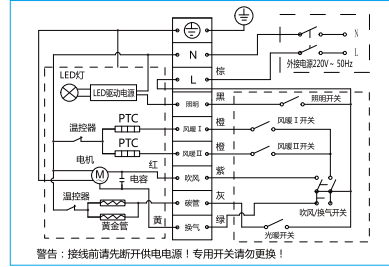 N
N
L
L
外接电源220V~ 50Hz
LED灯
LED驱动电源
棕
黑
照明
照明开关
PTC
温控器
橙
风暖Ⅰ
风暖Ⅰ开关
PTC
橙
风暖Ⅱ
风暖Ⅱ开关
电机
M
红
紫
吹风
电容
温控器
灰
碳管
黄金管
黄
绿
换气
吹风/换气开关
光暖开关
警告：接线前请先断开供电源！专用开关请勿更换！